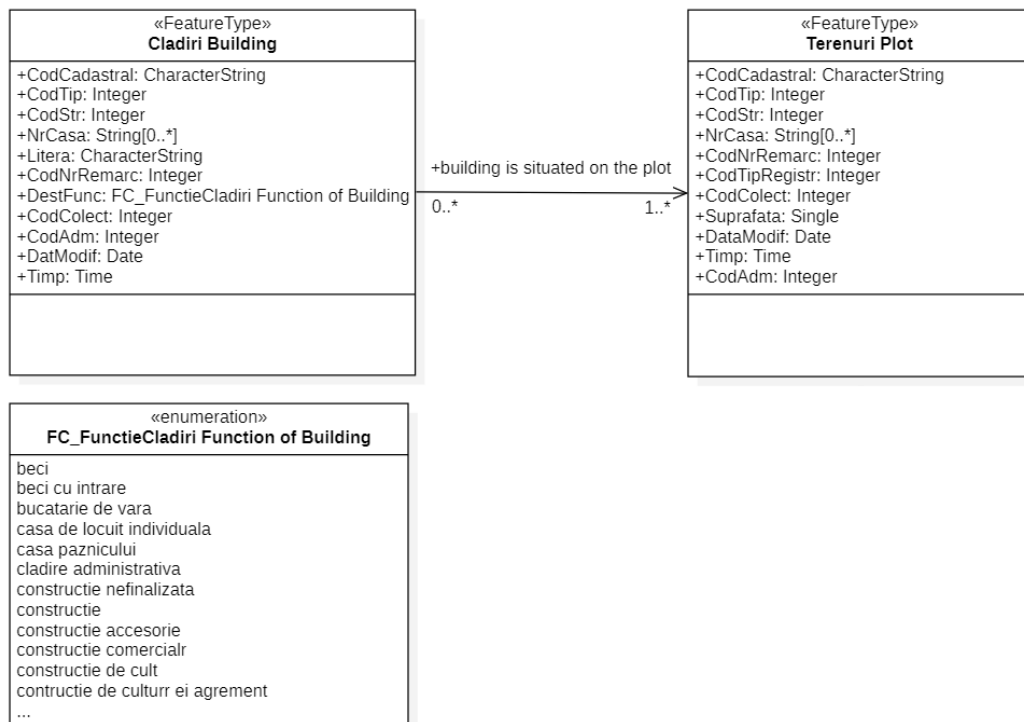 «FeatureType»
Cladiri Building
+CodCadastral: CharacterString
+CodTip: Integer
+CodStr: Integer
+NrCasa: String[0..*]
+Litera: CharacterString
+CodNrRemarc: Integer
+DestFunc: FC_FunctieCladiri Function of Building
+CodColect: Integer
+CodAdm: Integer
+DatModif: Date
+Timp: Time
+building is situated on the plot
0..*
1..*
«FeatureType»
Terenuri Plot
+CodCadastral: CharacterString
+CodTip: Integer
+CodStr: Integer
+NrCasa: String[0..*]
+CodNrRemarc: Integer
+CodTipRegistr: Integer
+CodColect: Integer
+Suprafata: Single
+DataModif: Date
+Timp: Time
+CodAdm: Integer
«enumeration»
FC_FunctieCladiri Function of Building
beci
beci cu intrare
bucatarie de vara
casa de locuit individuala
casa paznicului
cladire administrativa
constructie nefinalizata
constructie
constructie accesorie
constructie comercialr
constructie de cult
contructie de culturr ei agrement
...